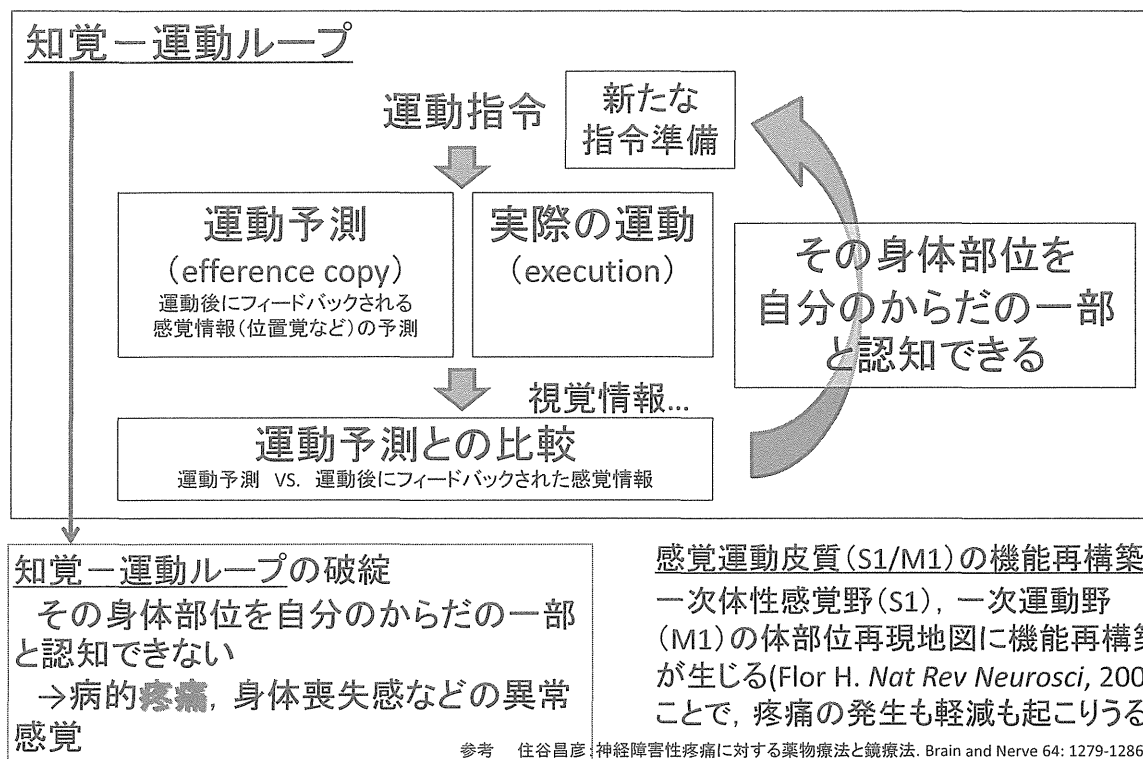 知覚－運動ループ
運動指令
新たな
指令準備
運動予測
（efference copy）
運動後にフィードバックされる
感覚情報（位置覚など）の予測
実際の運動
（execution）
その身体部位を
自分のからだの一部
と認知できる
視覚情報…
運動予測との比較
運動予測 VS. 運動後にフィードバックされた感覚情報
知覚－運動ループの破綻
その身体部位を自分のからだの一部
と認知できない
→病的疼痛，身体喪失感などの異常
感覚
感覚運動皮質（S1/M1）の機能再構築
一次体性感覚野（S1），一次運動野
（M1）の体部位再現地図に機能再構築
が生じる(Flor H. Nat Rev Neurosci, 200
ことで，疼痛の発生も軽減も起こりうる
参考 住谷昌彦:神経障害性疼痛に対する薬物療法と鏡療法. Brain and Nerve 64: 1279-1286